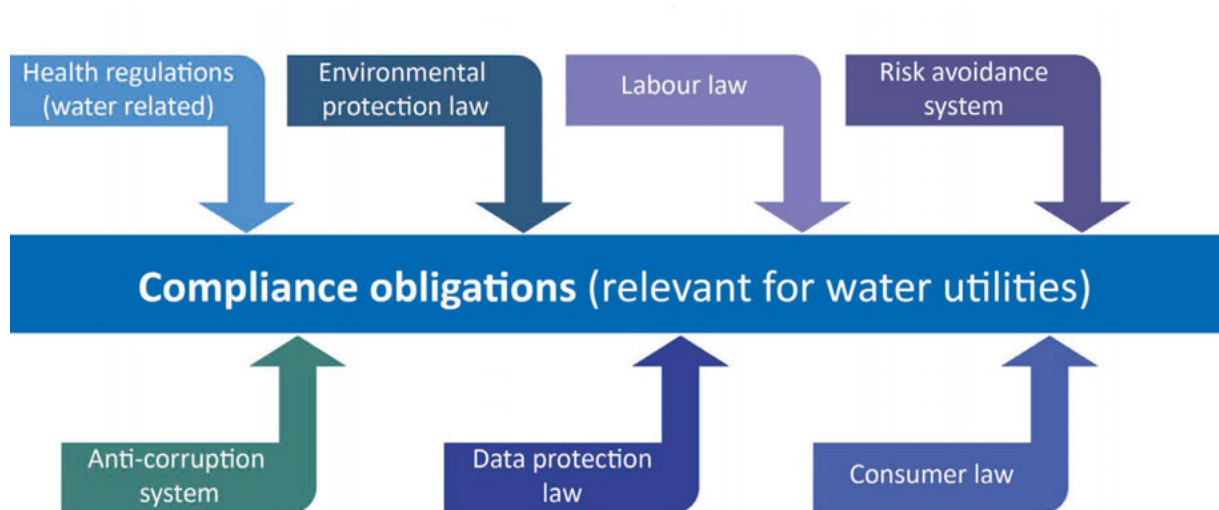 Health regulations
(water related)
Environmental
protection law
Labour law
Risk avoidance
system
Compliance obligations (relevant for water utilities)
Anti-corruption
system
Data protection
law
Consumer law